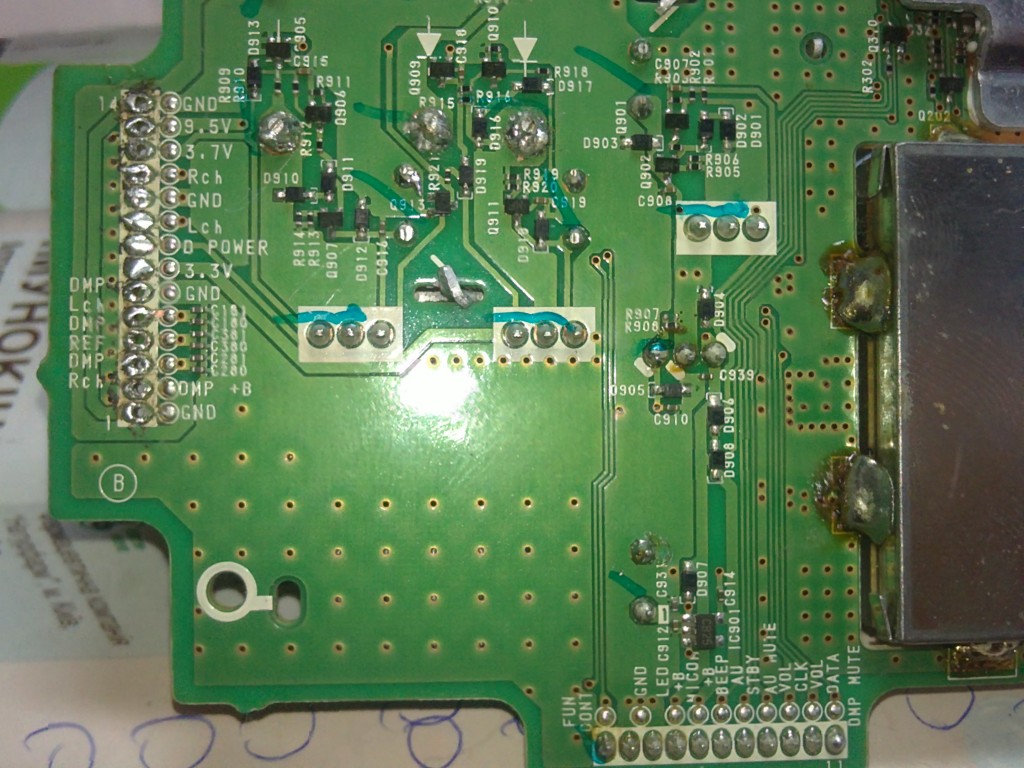 D913
C905
C915
R909
R910
R911
Q906
R912
D911
D910
R914
R913
Q907
D912
C916
Q909
C918
Q910
R918
D917
R915
R916
D916
R921
D919
Q913
R919
R920
C919
Q911
D918
C907
R902
R901
Q901
D903
D902
D901
Q902
R906
R905
C908
R302
Q202
14
GND
9.5V
3.7V
Rch
GND
Lch
D POWER
3.3V
DMP
GND
Lch
DMP
REF
DMP
Rch
DMP +B
1
GND
B
R907
R908
D904
D905
C939
C910
D906
D908
D907
C914
C912
IC901
FUN CONT
GND
LED
+B
+B
BEEP
AU
STBY
AU MUTE
VOL
CLK
VOL
DATA
DMP MUTE